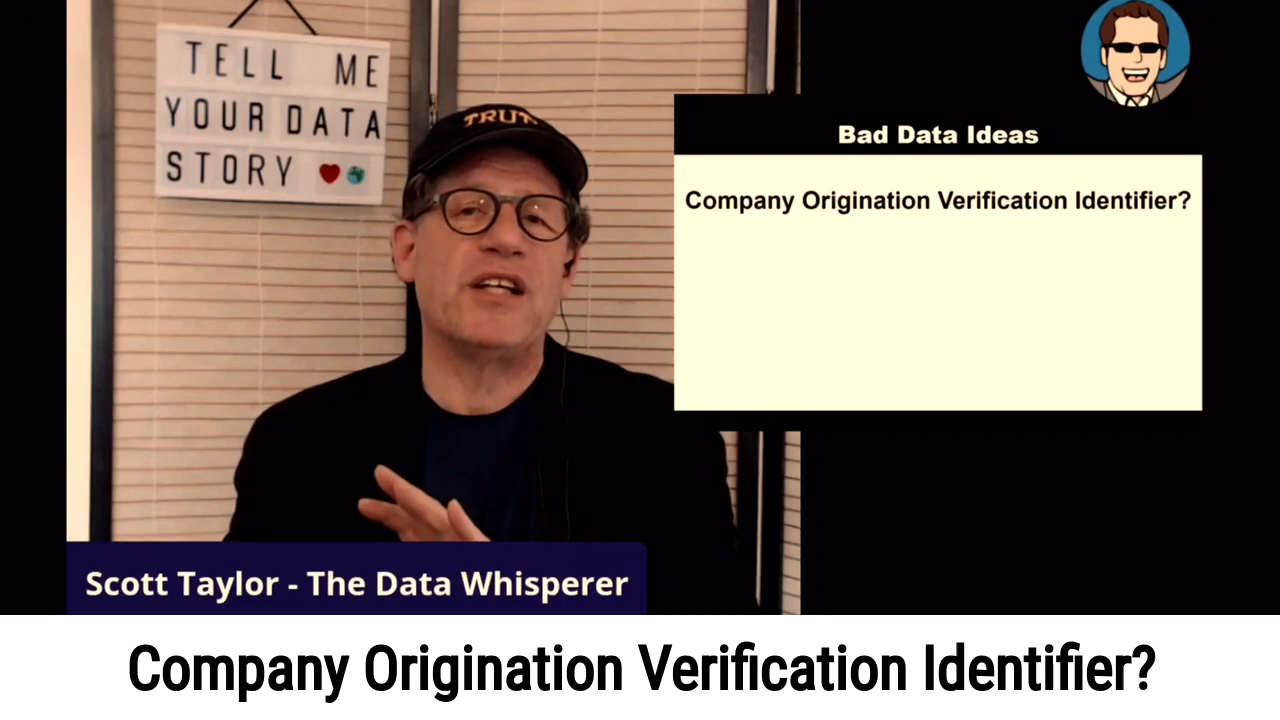 TELL ME
YOUR DATA
STORY
Bad Data Ideas
Company Origination Verification Identifier?
Scott Taylor - The Data Whisperer
Company Origination Verification Identifier?